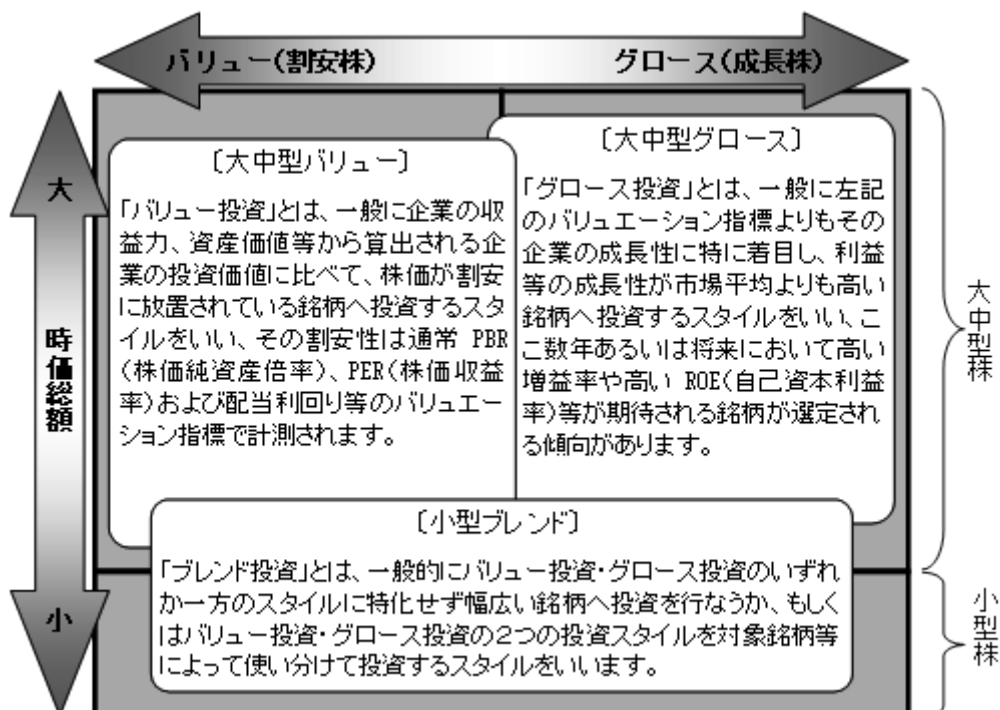 バリュー(割安株)
グロース(成長株)
大
時価総額
小
〔大中型バリュー〕
「バリュー投資」とは、一般に企業の収
益力、資産価値等から算出される企
業の投資価値に比べて、株価が割安
に放置されている銘柄へ投資するスタ
イルをいい、その割安性は通常 PBR
(株価純資産倍率)、PER(株価収益
率)および配当利回り等のバリュエー
ション指標で計測されます。
〔大中型グロース〕
「グロース投資」とは、一般に左記
のバリュエーション指標よりもその
企業の成長性に特に着目し、利益
等の成長性が市場平均よりも高い
銘柄へ投資するスタイルをいい、こ
こ数年あるいは将来において高い
増益率や高い ROE(自己資本利益
率)等が期待される銘柄が選定され
る傾向があります。
〔小型ブレンド〕
「ブレンド投資」とは、一般的にバリュー投資・グロース投資のいずれ
か一方のスタイルに特化せず幅広い銘柄へ投資を行なうか、もしく
はバリュー投資・グロース投資の2つの投資スタイルを対象銘柄等
によって使い分けて投資するスタイルをいいます。
大中型株
小型株